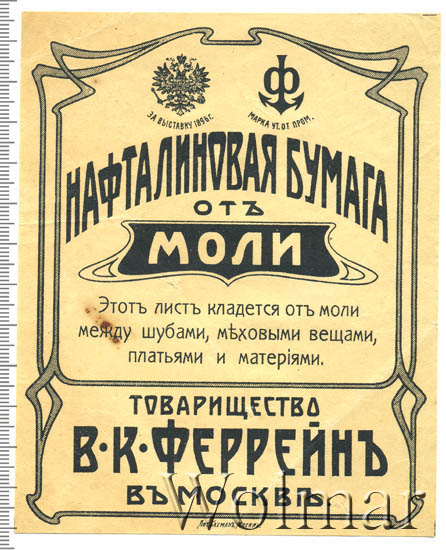 ЗА ВЫСТАВКУ 1896 г.
МАРКА УТ. ОТ ПРОМ.
НАФТАЛИНОВАЯ БУМАГА
ОТЪ
МОЛИ
Этотъ листъ кладется отъ моли
между шубами, мѣховыми вещами,
платьями и матеріями.
ТОВАРИЩЕСТВО
В·К·ФЕРРЕЙНЪ
ВЪ МОСКВѢ.
Wolmar